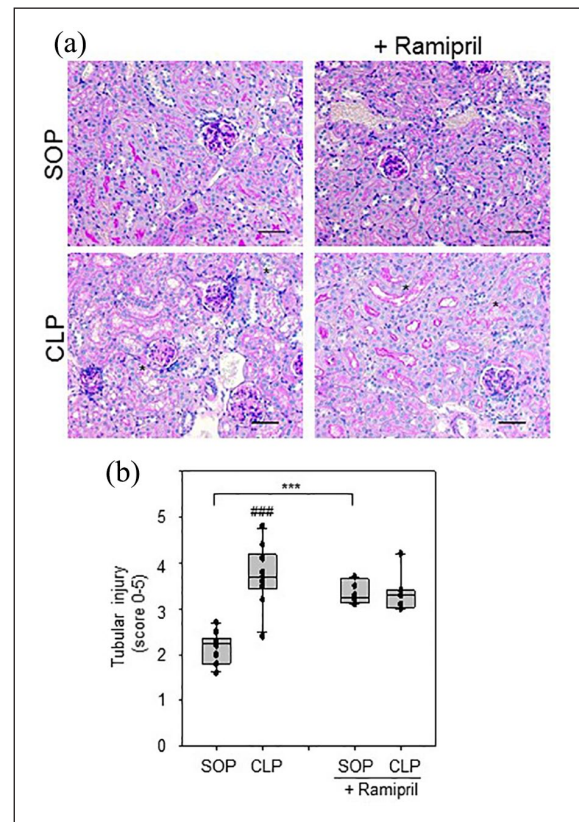 (a)
+ Ramipril
SOP
CLP
* *
* *
(b)
***
###
5
4
3
2
1
0
Tubular injury
(score 0-5)
SOP CLP SOP CLP
+ Ramipril